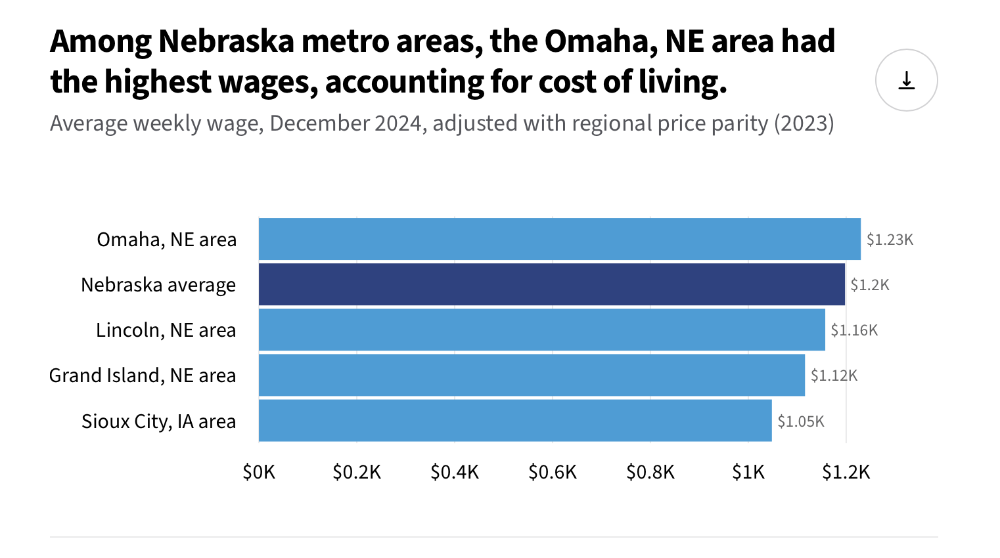 Among Nebraska metro areas, the Omaha, NE area had
the highest wages, accounting for cost of living.
Average weekly wage, December 2024, adjusted with regional price parity (2023)
Omaha, NE area $1.23K
Nebraska average $1.2K
Lincoln, NE area $1.16K
Grand Island, NE area $1.12K
Sioux City, IA area $1.05K
$0K $0.2K $0.4K $0.6K $0.8K $1K $1.2K